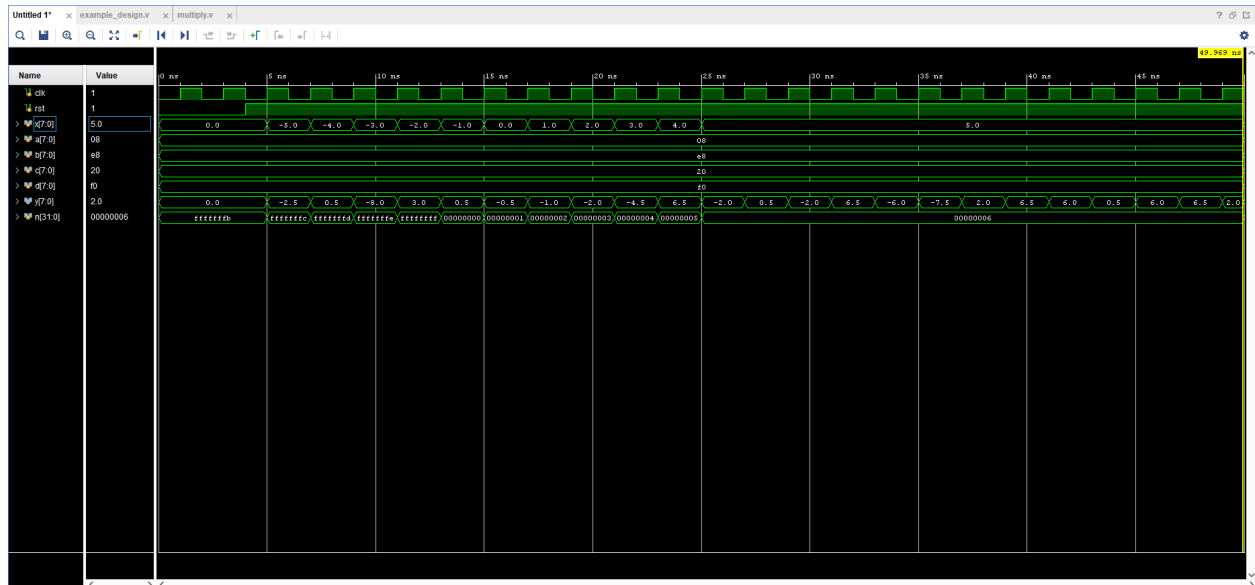 Untitled 1* × example_design.v × multiply.v ×
?
49.969 ns
Name Value 0 ns 5 ns 10 ns 15 ns 20 ns 25 ns 30 ns 35 ns 40 ns 45 ns
clk 1
rst 1
x[7:0] 5.0 0.0 -5.0 -4.0 -3.0 -2.0 -1.0 0.0 1.0 2.0 3.0 4.0 5.0
a[7:0] 08 08
b[7:0] e8 e8
c[7:0] 20 20
d[7:0] f0 f0
y[7:0] 2.0 0.0 -2.5 0.5 -8.0 3.0 0.5 -0.5 -1.0 -2.0 -4.5 6.5 -2.0 0.5 -2.0 6.5 -6.0 -7.5 2.0 6.5 6.0 0.5 6.0 6.5 2.0
n[31:0] 00000006 fffffffb fffffffc fffffffd fffffffe ffffffff 00000000 00000001 00000002 00000003 00000004 00000005 00000006